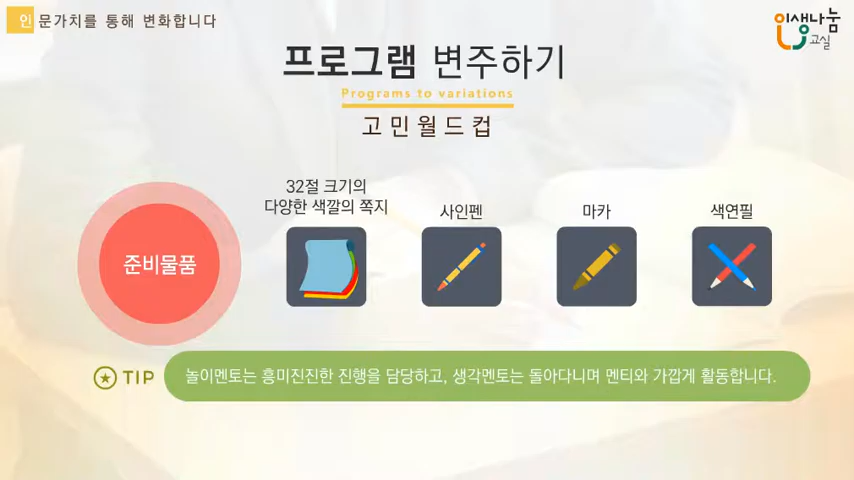 인문가치를 통해 변화합니다
인생나눔
교실
프로그램 변주하기
Programs to variations
고민월드컵
32절 크기의
다양한 색깔의 쪽지
사인펜
마카
색연필
준비물품
TIP
놀이멘토는 흥미진진한 진행을 담당하고, 생각멘토는 돌아다니며 멘티와 가깝게 활동합니다.